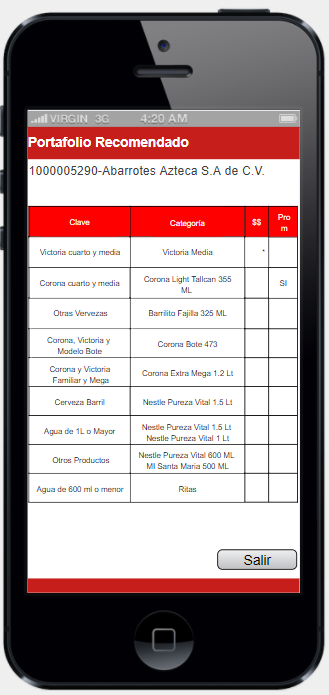 VIRGIN 3G 4:20 AM
Portafolio Recomendado
1000005290-Abarrotes Azteca S.A de C.V.
Clave Categoría $$ Pro
m
Victoria cuarto y media Victoria Media *
Corona cuarto y media Corona Light Tallcan 355
ML SI
Otras Vervezas Barrilito Fajilla 325 ML
Corona, Victoria y
Modelo Bote Corona Bote 473
Corona y Victoria
Familiar y Mega Corona Extra Mega 1.2 Lt
Cerveza Barril Nestle Pureza Vital 1.5 Lt
Agua de 1L o Mayor Nestle Pureza Vital 1.5 Lt
Nestle Pureza Vital 1 Lt
Otros Productos Nestle Pureza Vital 600 ML
MI Santa Maria 500 ML
Agua de 600 ml o menor Ritas
Salir